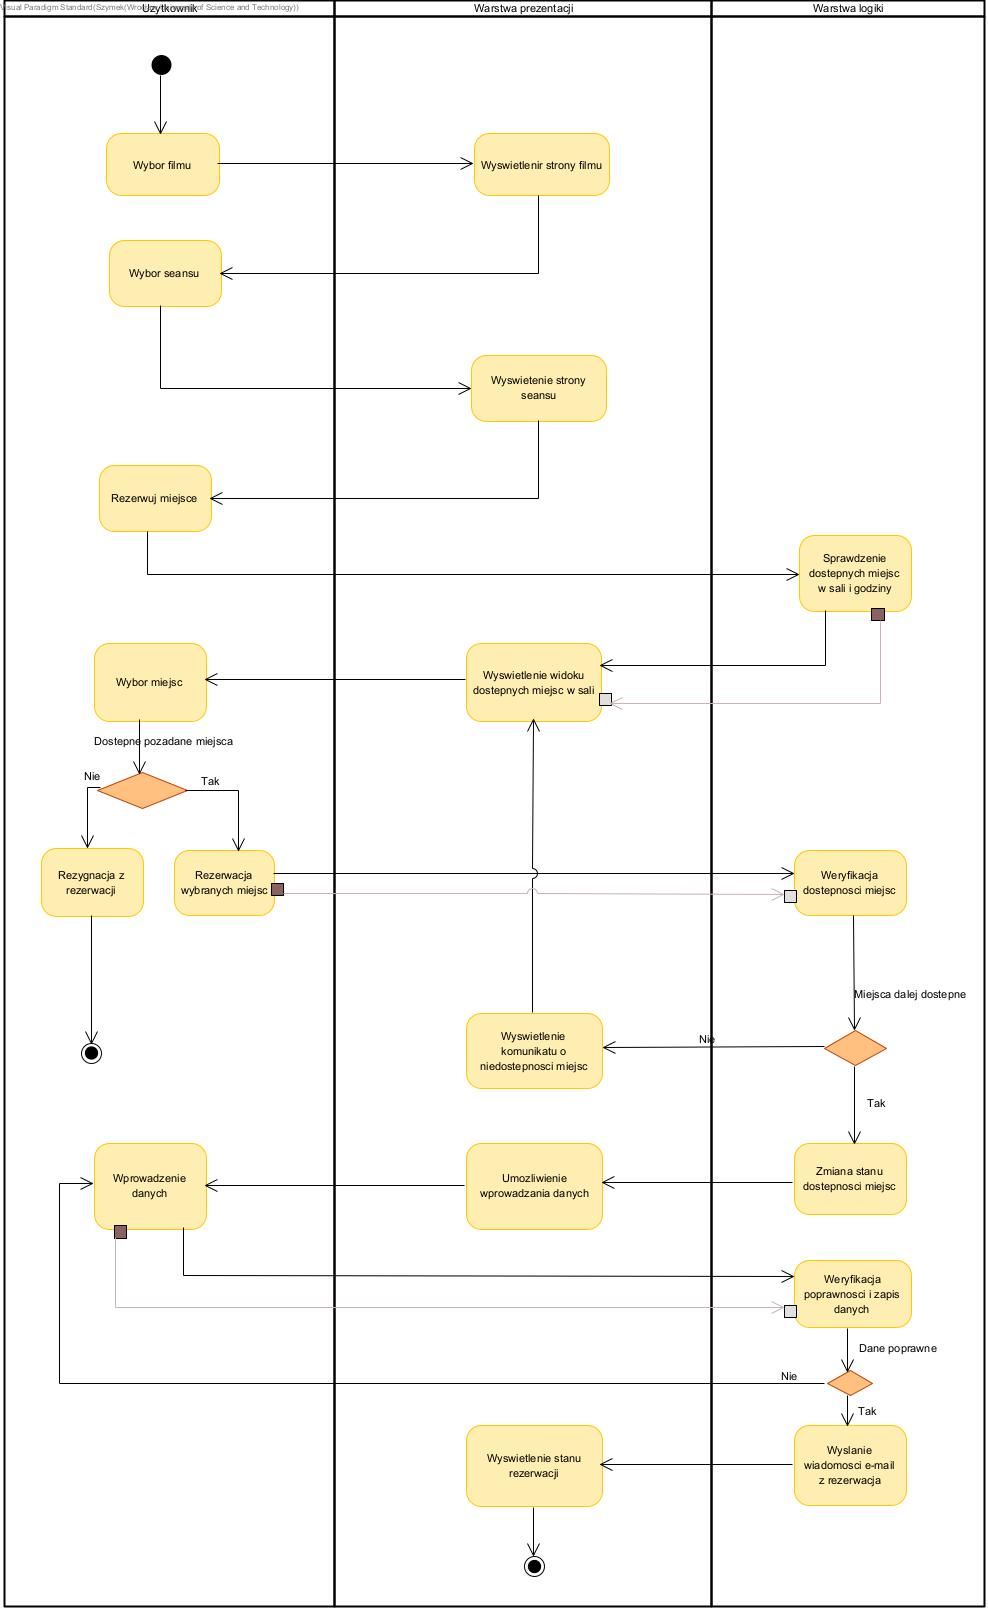 Visual Paradigm Standard(Szymek(Wroclaw University of Science and Technology))
Uzytkownik
Warstwa prezentacji
Warstwa logiki
Wybor filmu
Wyswietlenir strony filmu
Wybor seansu
Wyswietenie strony
seansu
Rezerwuj miejsce
Sprawdzenie
dostepnych miejsc
w sali i godziny
Wybor miejsc
Wyswietlenie widoku
dostepnych miejsc w sali
Dostepne pozadane miejsca
Nie
Tak
Rezygnacja z
rezerwacji
Rezerwacja
wybranych miejsc
Weryfikacja
dostepnosci miejsc
Miejsca dalej dostepne
Wyswietlenie
komunikatu o
niedostepnosci miejsc
Nie
Tak
Wprowadzenie
danych
Umozliwienie
wprowadzania danych
Zmiana stanu
dostepnosci miejsc
Weryfikacja
poprawnosci i zapis
danych
Dane poprawne
Nie
Tak
Wyswietlenie stanu
rezerwacji
Wyslanie
wiadomosci e-mail
z rezerwacja